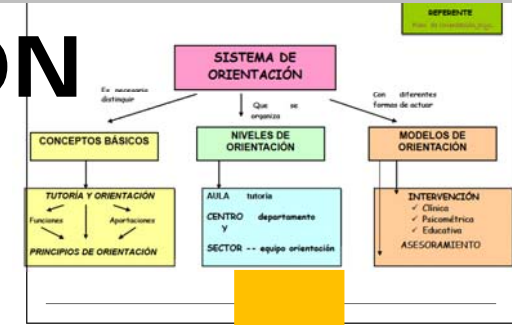 REFERENTE
ÓN
SISTEMA DE
ORIENTACIÓN
Es necesario
distinguir
Que se
organiza
Con diferentes
formas de actuar
CONCEPTOS BÁSICOS
NIVELES DE
ORIENTACIÓN
MODELOS DE
ORIENTACIÓN
TUTORÍA Y ORIENTACIÓN
Funciones Aportaciones
PRINCIPIOS DE ORIENTACIÓN
AULA tutoria
CENTRO departamento
Y
SECTOR -- equipo orientación
INTERVENCIÓN
✓ Clínica
✓ Psicométrica
✓ Educativa
ASESORAMIENTO